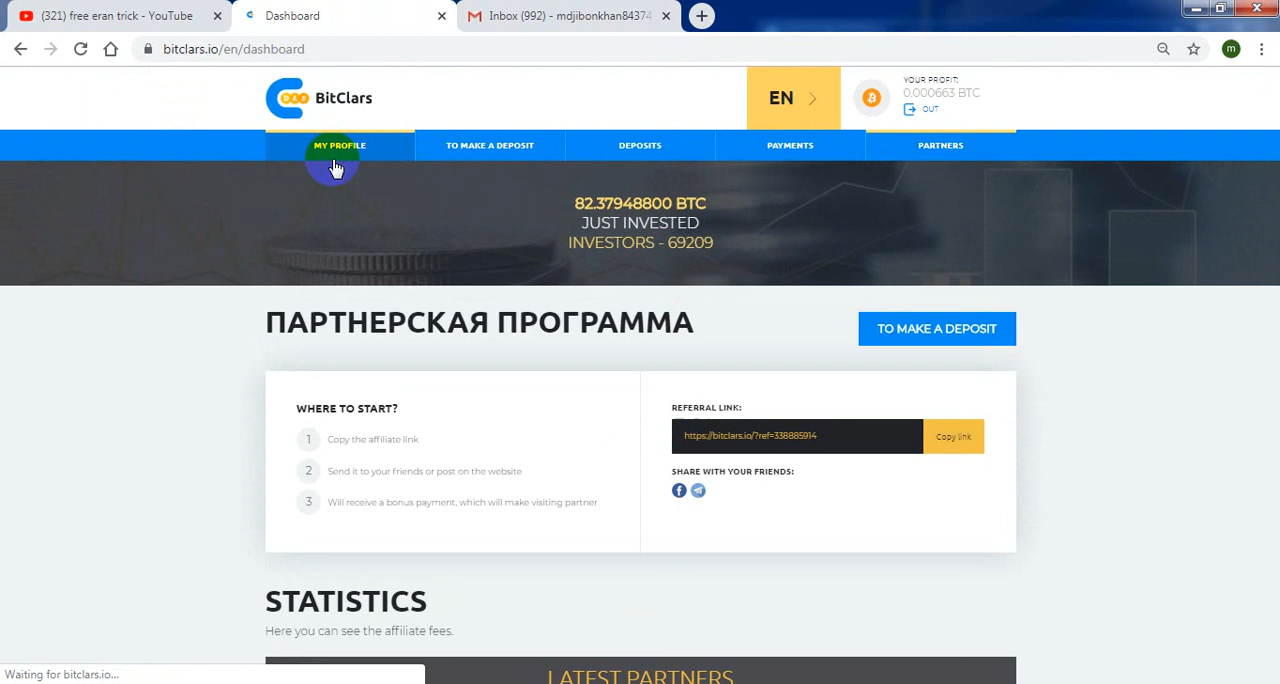 (321) free eran trick - YouTube
Dashboard
Inbox (992) - mdjibonkhan84374
bitclars.io/en/dashboard
m
BitClars
EN
YOUR PROFIT:
0.000663 BTC
OUT
MY PROFILE
TO MAKE A DEPOSIT
DEPOSITS
PAYMENTS
PARTNERS
82.37948800 BTC
JUST INVESTED
INVESTORS - 69209
ПАРТНЕРСКАЯ ПРОГРАММА
TO MAKE A DEPOSIT
WHERE TO START?
1 Copy the affiliate link
2 Send it to your friends or post on the website
3 Will receive a bonus payment, which will make visiting partner
REFERRAL LINK:
https://bitclars.io/?ref=338885914
Copy link
SHARE WITH YOUR FRIENDS:
STATISTICS
Here you can see the affiliate fees.
LATEST PARTNERS
Waiting for bitclars.io...